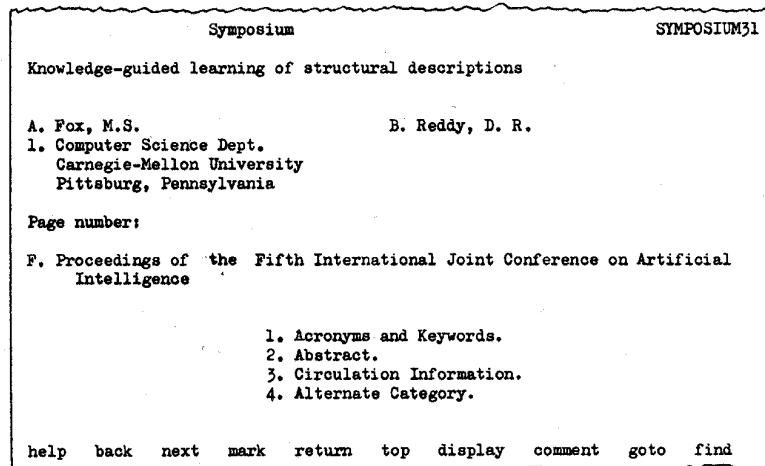 Symposium SYMPOSIUM31
Knowledge-guided learning of structural descriptions
A. Fox, M.S. B. Reddy, D. R.
1. Computer Science Dept.
Carnegie-Mellon University
Pittsburg, Pennsylvania
Page number:
F. Proceedings of the Fifth International Joint Conference on Artificial
Intelligence
1. Acronyms and Keywords.
2. Abstract.
3. Circulation Information.
4. Alternate Category.
help back next mark return top display comment goto find